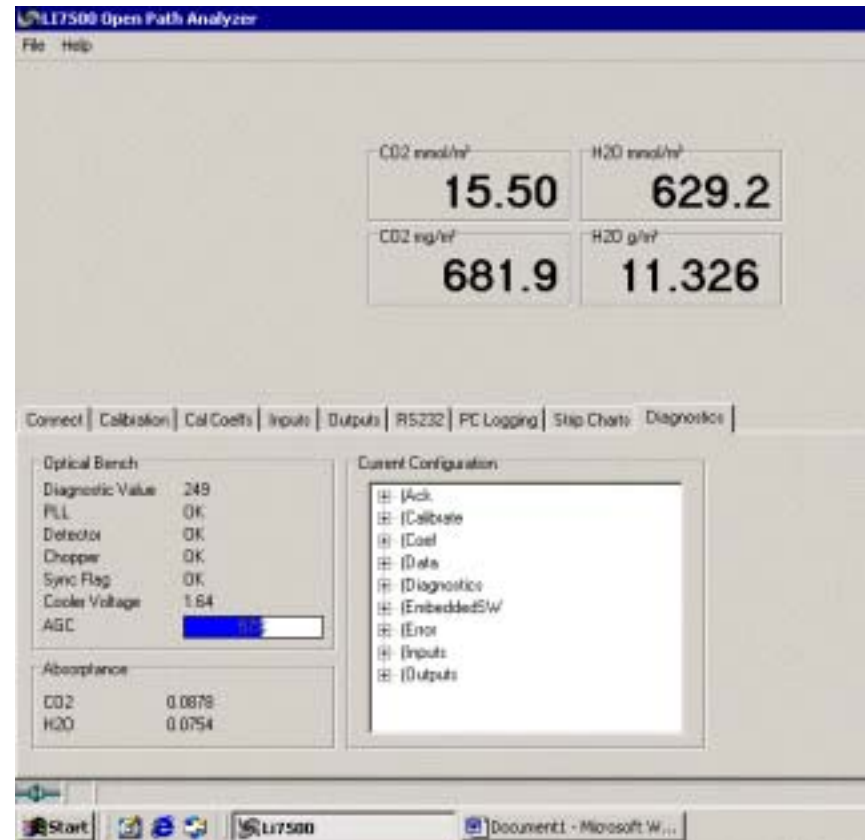 LI7500 Open Path Analyzer
File Help
CO2 mmol/m³ H2O mmol/m³
15.50 629.2
CO2 mg/m³ H2O g/m³
681.9 11.326
Connect Calibration Cal Coeffs Inputs Outputs RS232 PC Logging Strip Charts Diagnostics
Optical Bench
Diagnostic Value 249
PLL OK
Detector OK
Chopper OK
Sync Flag OK
Cooler Voltage 1.64
AGC
Absorptance
CO2 0.0878
H2O 0.0754
Current Configuration
(Ack
(Calibrate
(Coef
(Data
(Diagnostics
(EmbeddedSW
(Error
(Inputs
(Outputs
Start Li7500 Document1 - Microsoft W...